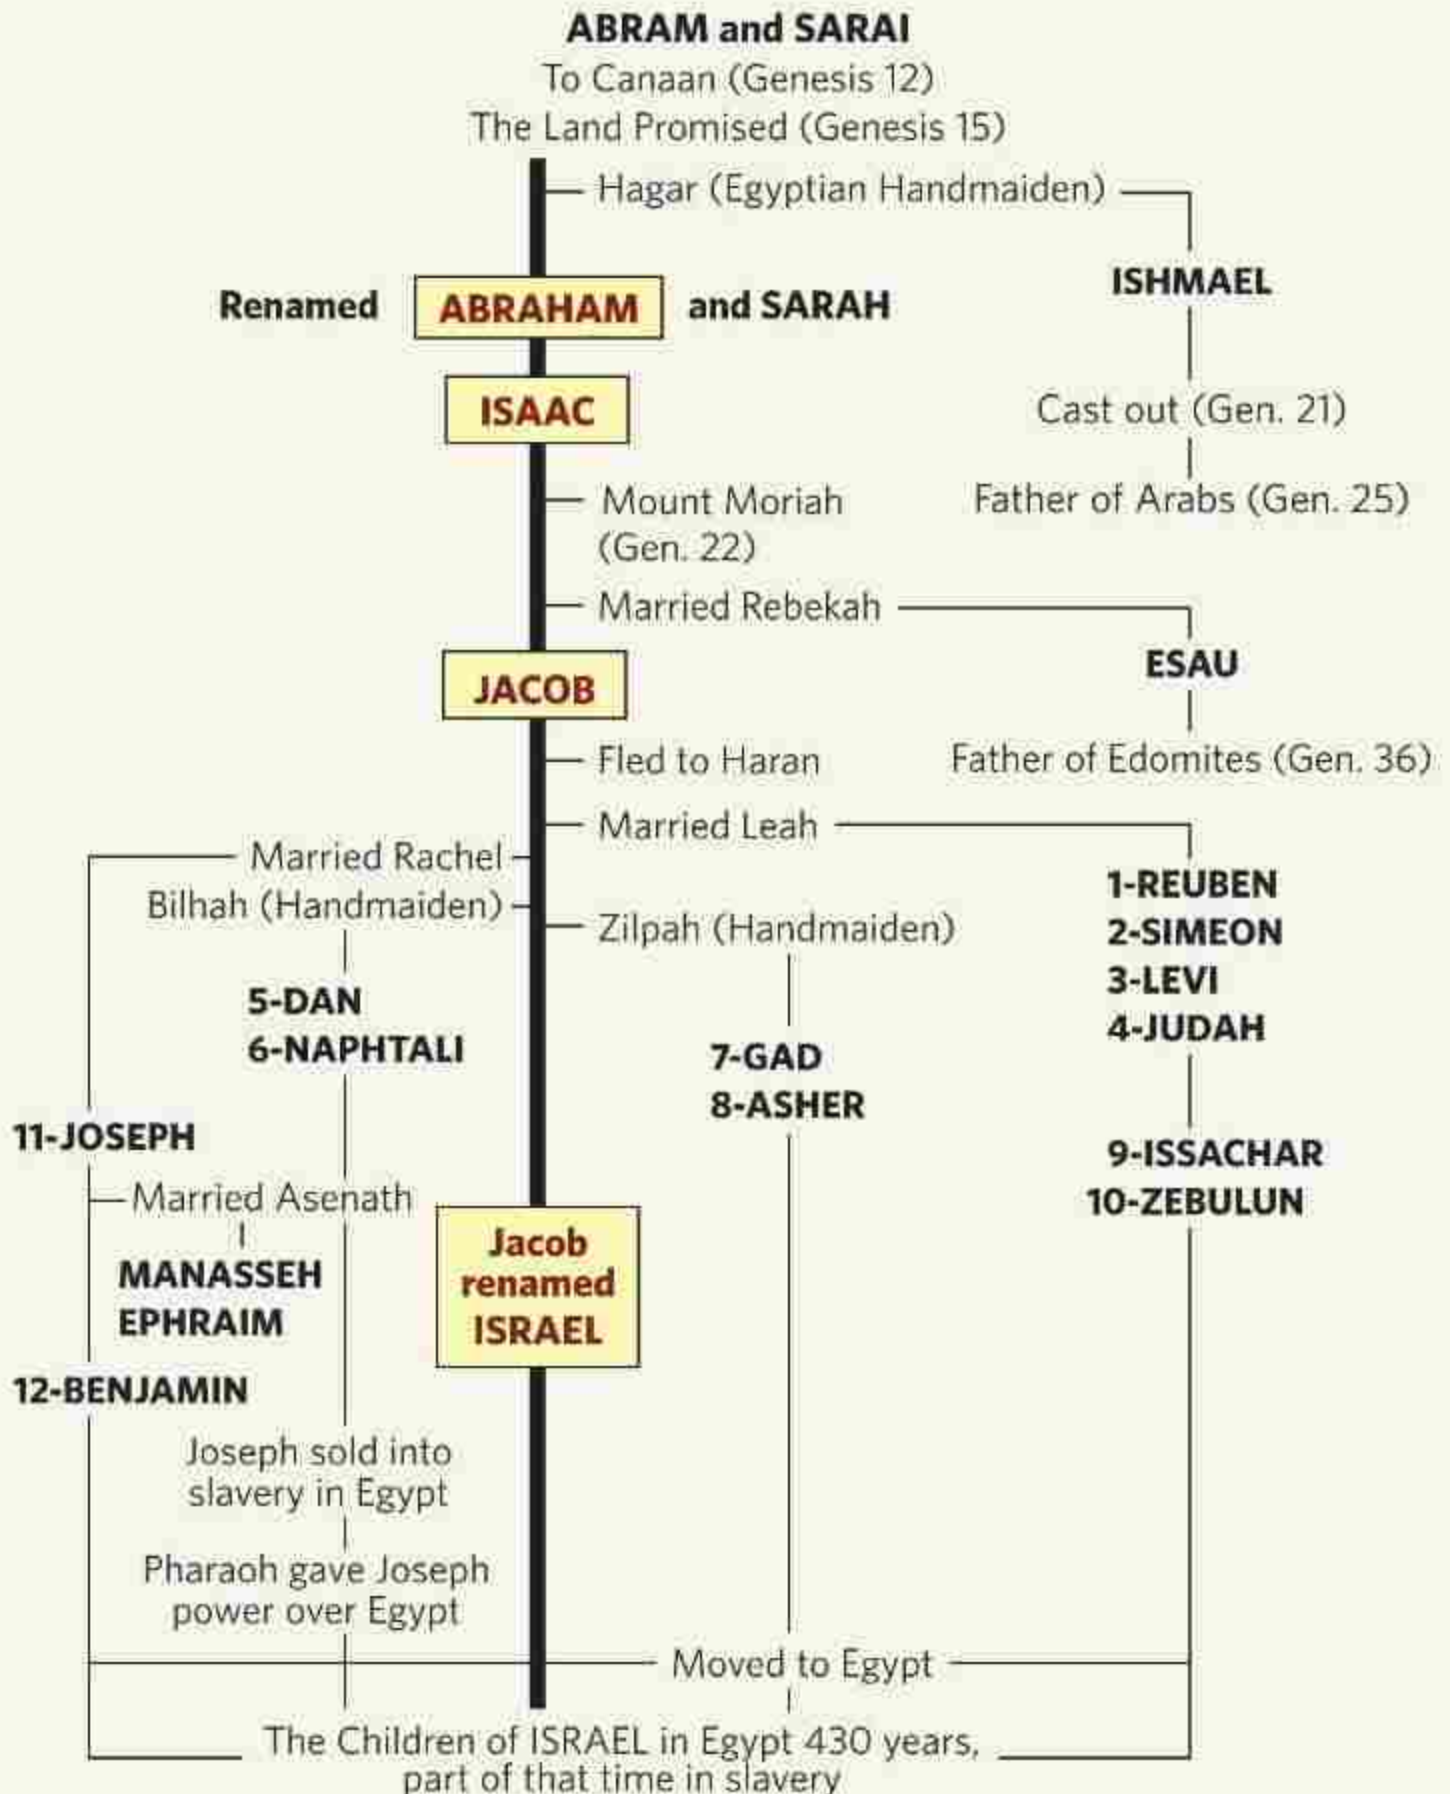 ABRAM and SARAI
To Canaan (Genesis 12)
The Land Promised (Genesis 15)
Hagar (Egyptian Handmaiden)
ISHMAEL
Renamed ABRAHAM and SARAH
ISAAC
Cast out (Gen. 21)
Mount Moriah
(Gen. 22)
Father of Arabs (Gen. 25)
Married Rebekah
ESAU
JACOB
Fled to Haran
Father of Edomites (Gen. 36)
Married Leah
Married Rachel
Bilhah (Handmaiden)
Zilpah (Handmaiden)
1-REUBEN
2-SIMEON
3-LEVI
4-JUDAH
5-DAN
6-NAPHTALI
7-GAD
8-ASHER
9-ISSACHAR
10-ZEBULUN
11-JOSEPH
Married Asenath
MANASSEH
EPHRAIM
Jacob
renamed
ISRAEL
12-BENJAMIN
Joseph sold into
slavery in Egypt
Pharaoh gave Joseph
power over Egypt
Moved to Egypt
The Children of ISRAEL in Egypt 430 years,
part of that time in slavery